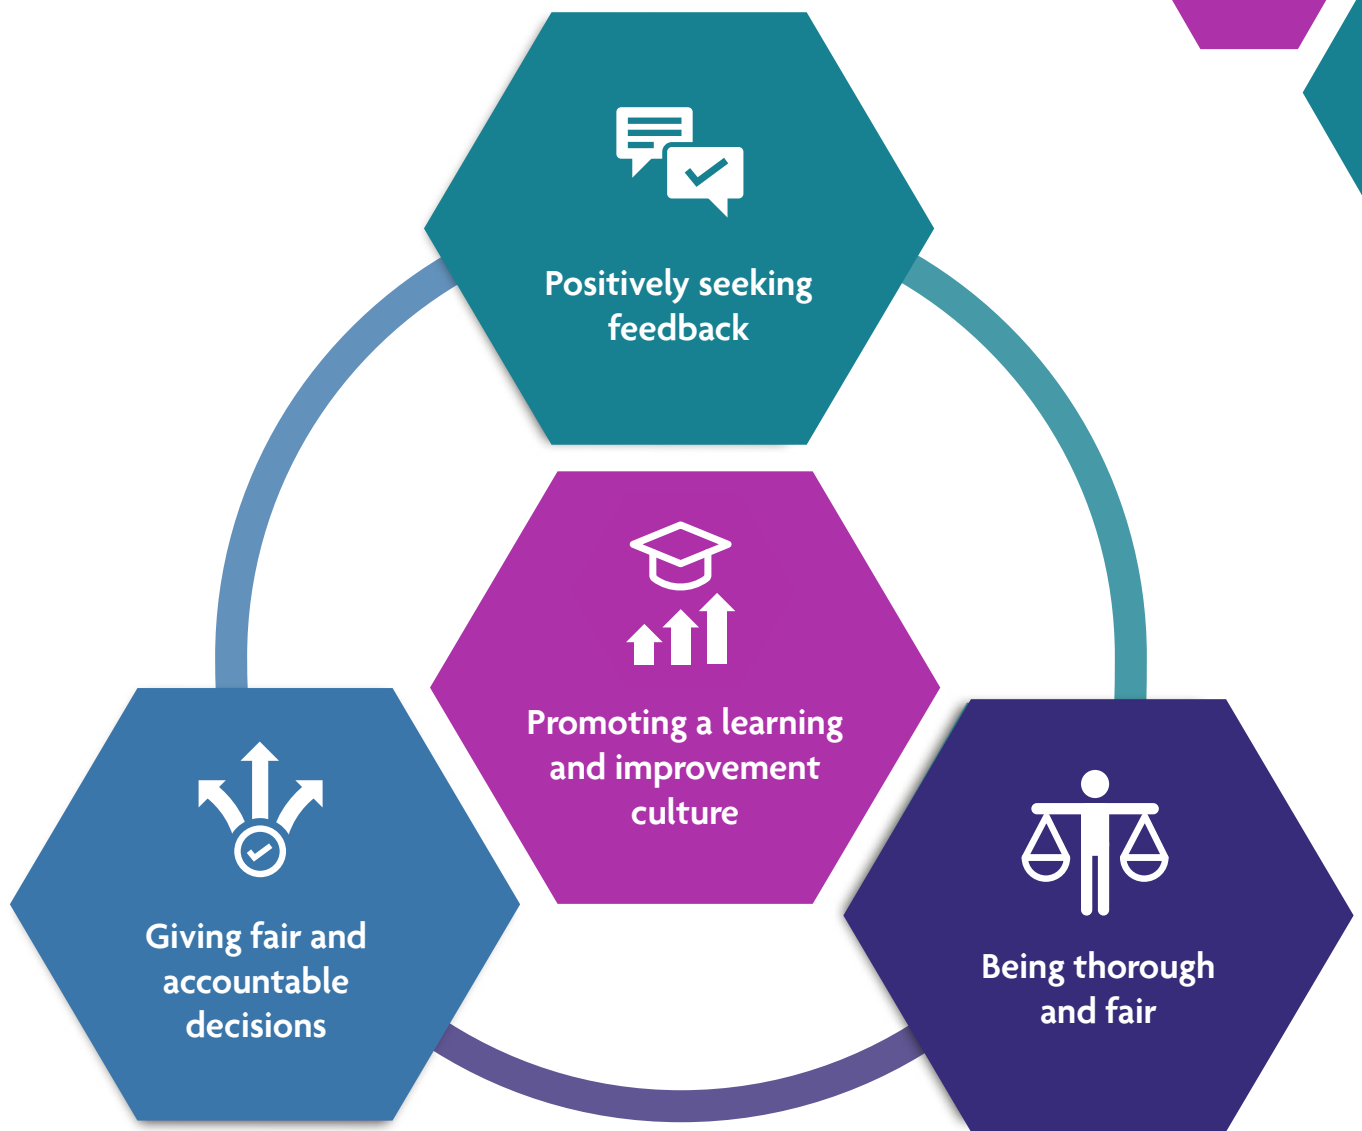 Positively seeking
feedback
Promoting a learning
and improvement
culture
Giving fair and
accountable
decisions
Being thorough
and fair